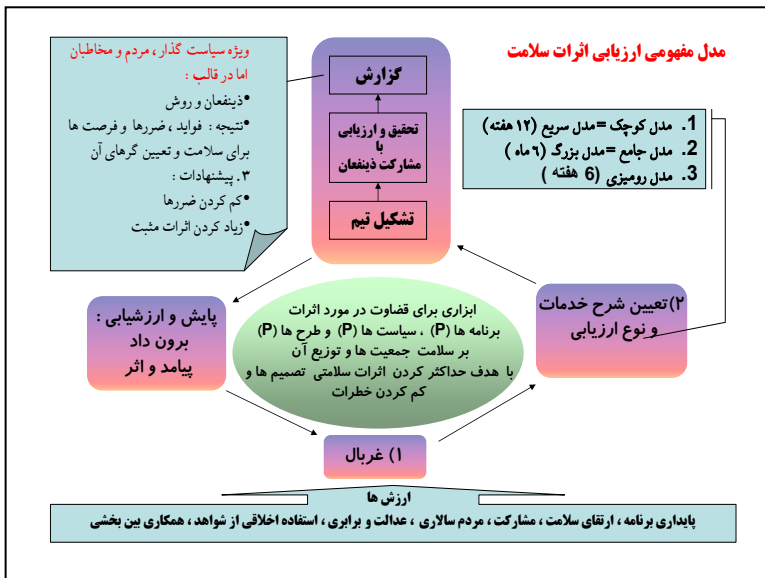 مدل مفهومی ارزیابی اثرات سلامت
ویژه سیاست گذار ، مردم و مخاطبان
اما در قالب :
•ذینفعان و روش
•نتیجه : فواید ، ضررها و فرصت ها
برای سلامت و تعیین گرهای آن
۳. پیشنهادات :
•کم کردن ضررها
•زیاد کردن اثرات مثبت
گزارش
تحقیق و ارزیابی
با
مشارکت ذینفعان
تشکیل تیم
1. مدل کوچک =مدل سریع (۱۲ هفته)
2. مدل جامع =مدل بزرگ (۶ ماه )
3. مدل رومیزی (6 هفته )
۲) تعیین شرح خدمات
و نوع ارزیابی
ابزاری برای قضاوت در مورد اثرات
برنامه ها (P) ، سیاست ها (P) و طرح ها (P)
بر سلامت جمعیت ها و توزیع آن
با هدف حداکثر کردن اثرات سلامتی تصمیم ها و
کم کردن خطرات
پایش و ارزشیابی :
برون داد
پیامد و اثر
۱) غربال
ارزش ها
پایداری برنامه ، ارتقای سلامت ، مشارکت ، مردم سالاری ، عدالت و برابری ، استفاده اخلاقی از شواهد ، همکاری بین بخشی